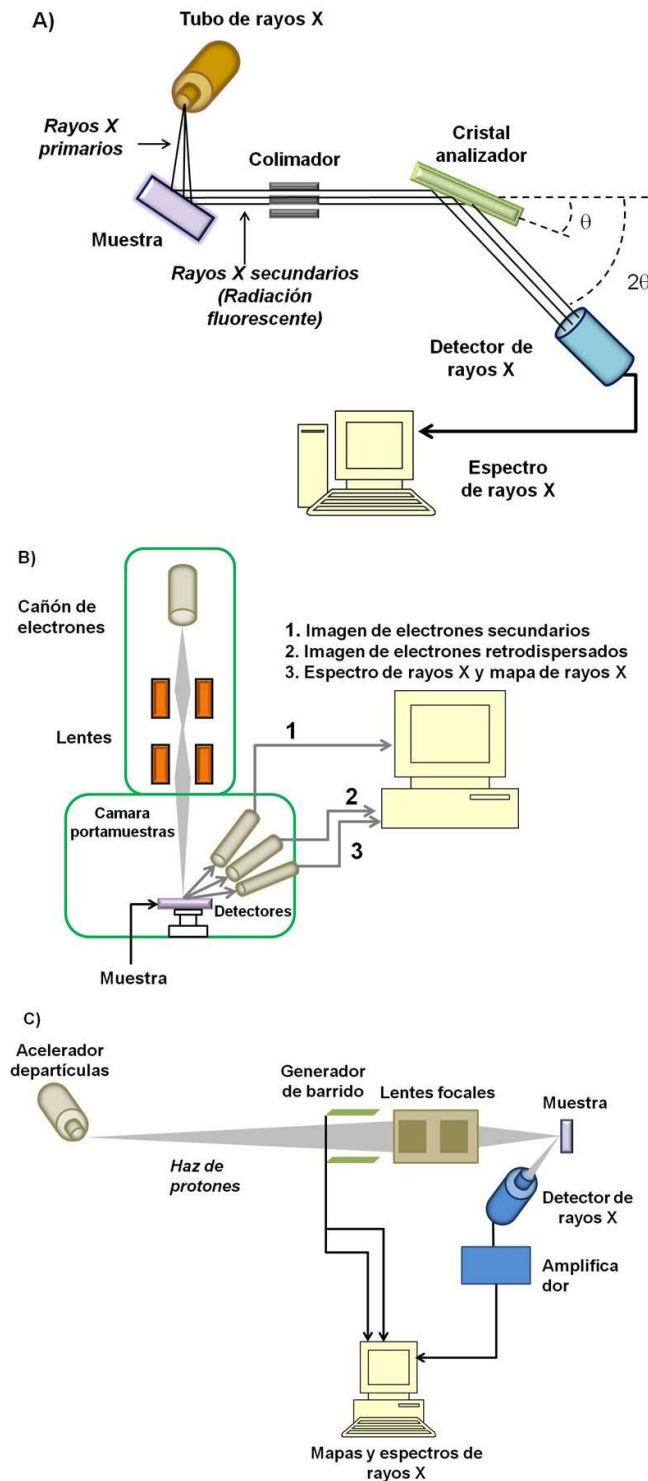 A)
Tubo de rayos X
Rayos X
primarios
Colimador
Cristal
analizador
Muestra
θ
2θ
Rayos X secundarios
(Radiación
fluorescente)
Detector de
rayos X
Espectro
de rayos X
B)
Cañón de
electrones
1. Imagen de electrones secundarios
2. Imagen de electrones retrodispersados
3. Espectro de rayos X y mapa de rayos X
Lentes
1
2
3
Camara
portamuestras
Detectores
Muestra
C)
Acelerador
departículas
Generador
de barrido
Lentes focales
Muestra
Haz de
protones
Detector de
rayos X
Amplifica
dor
Mapas y espectros de
rayos X